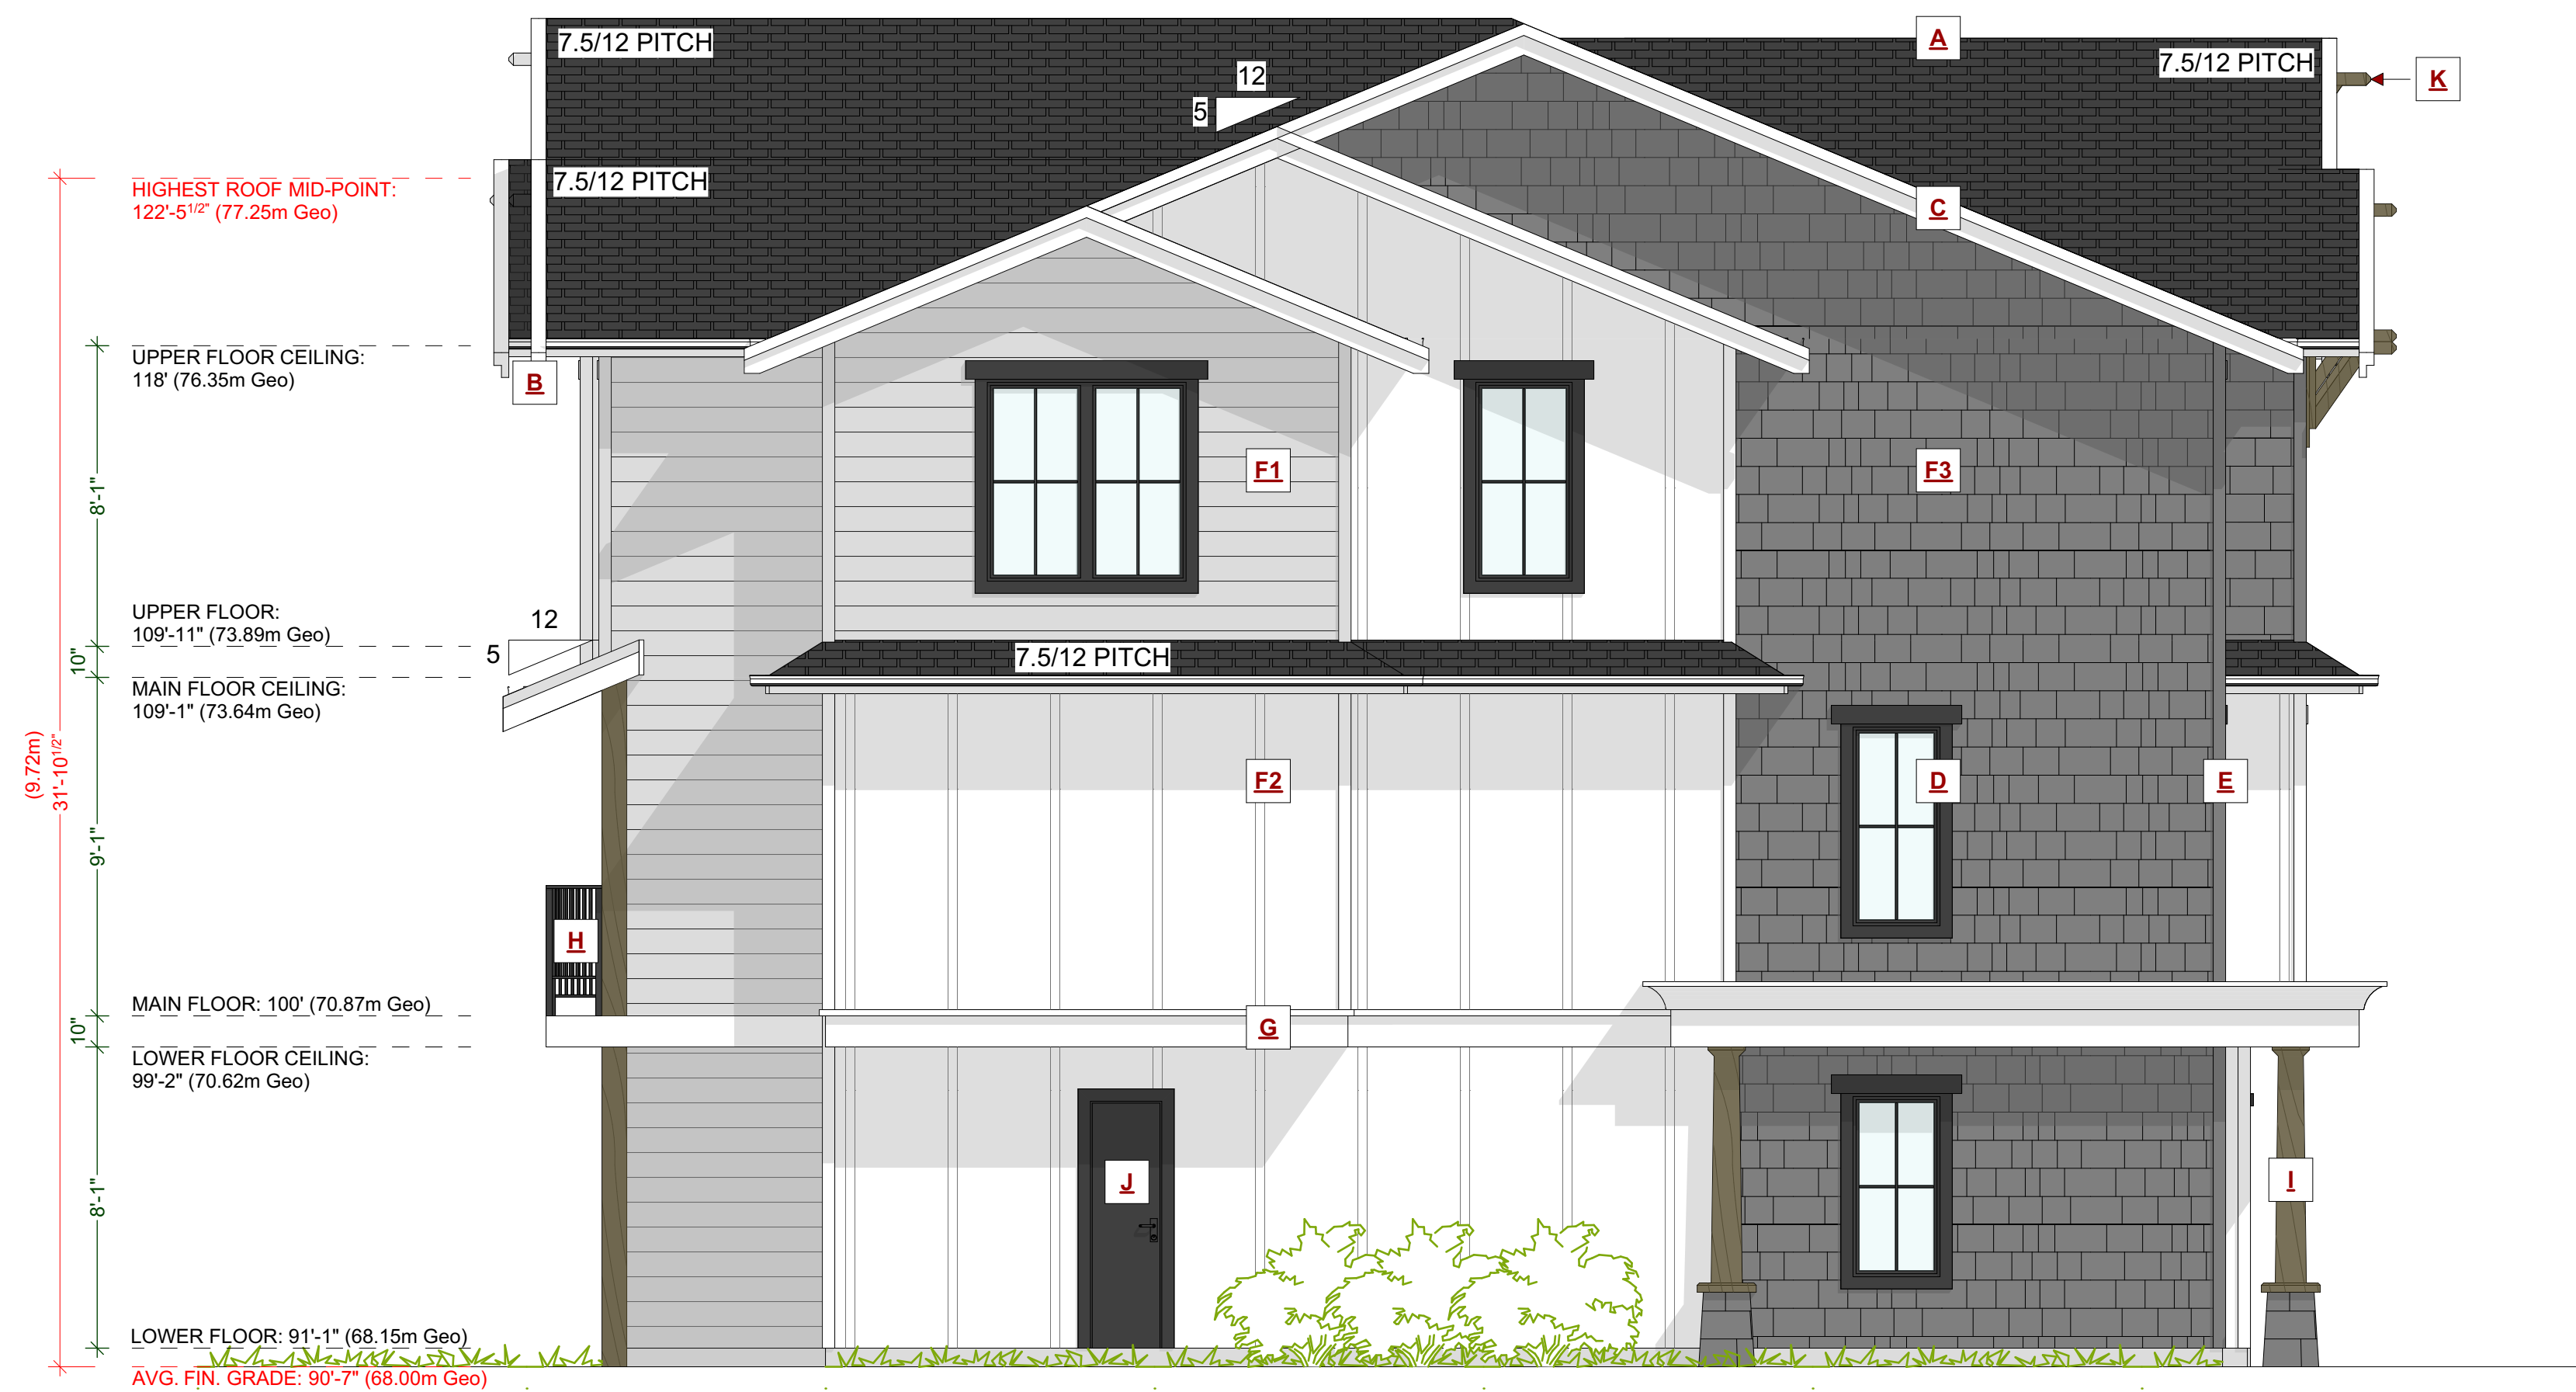 7.5/12 PITCH
A
7.5/12 PITCH
K
12
5
HIGHEST ROOF MID-POINT:
122'-5 1/2" (77.25m Geo)
7.5/12 PITCH
C
UPPER FLOOR CEILING:
118' (76.35m Geo)
B
8'-1"
F1
F3
UPPER FLOOR:
109'-11" (73.89m Geo)
12
5
10"
7.5/12 PITCH
MAIN FLOOR CEILING:
109'-1" (73.64m Geo)
(9.72m)
31'-10 1/2"
9'-1"
F2
D
E
H
MAIN FLOOR: 100' (70.87m Geo)
10"
G
LOWER FLOOR CEILING:
99'-2" (70.62m Geo)
8'-1"
J
I
LOWER FLOOR: 91'-1" (68.15m Geo)
AVG. FIN. GRADE: 90'-7" (68.00m Geo)